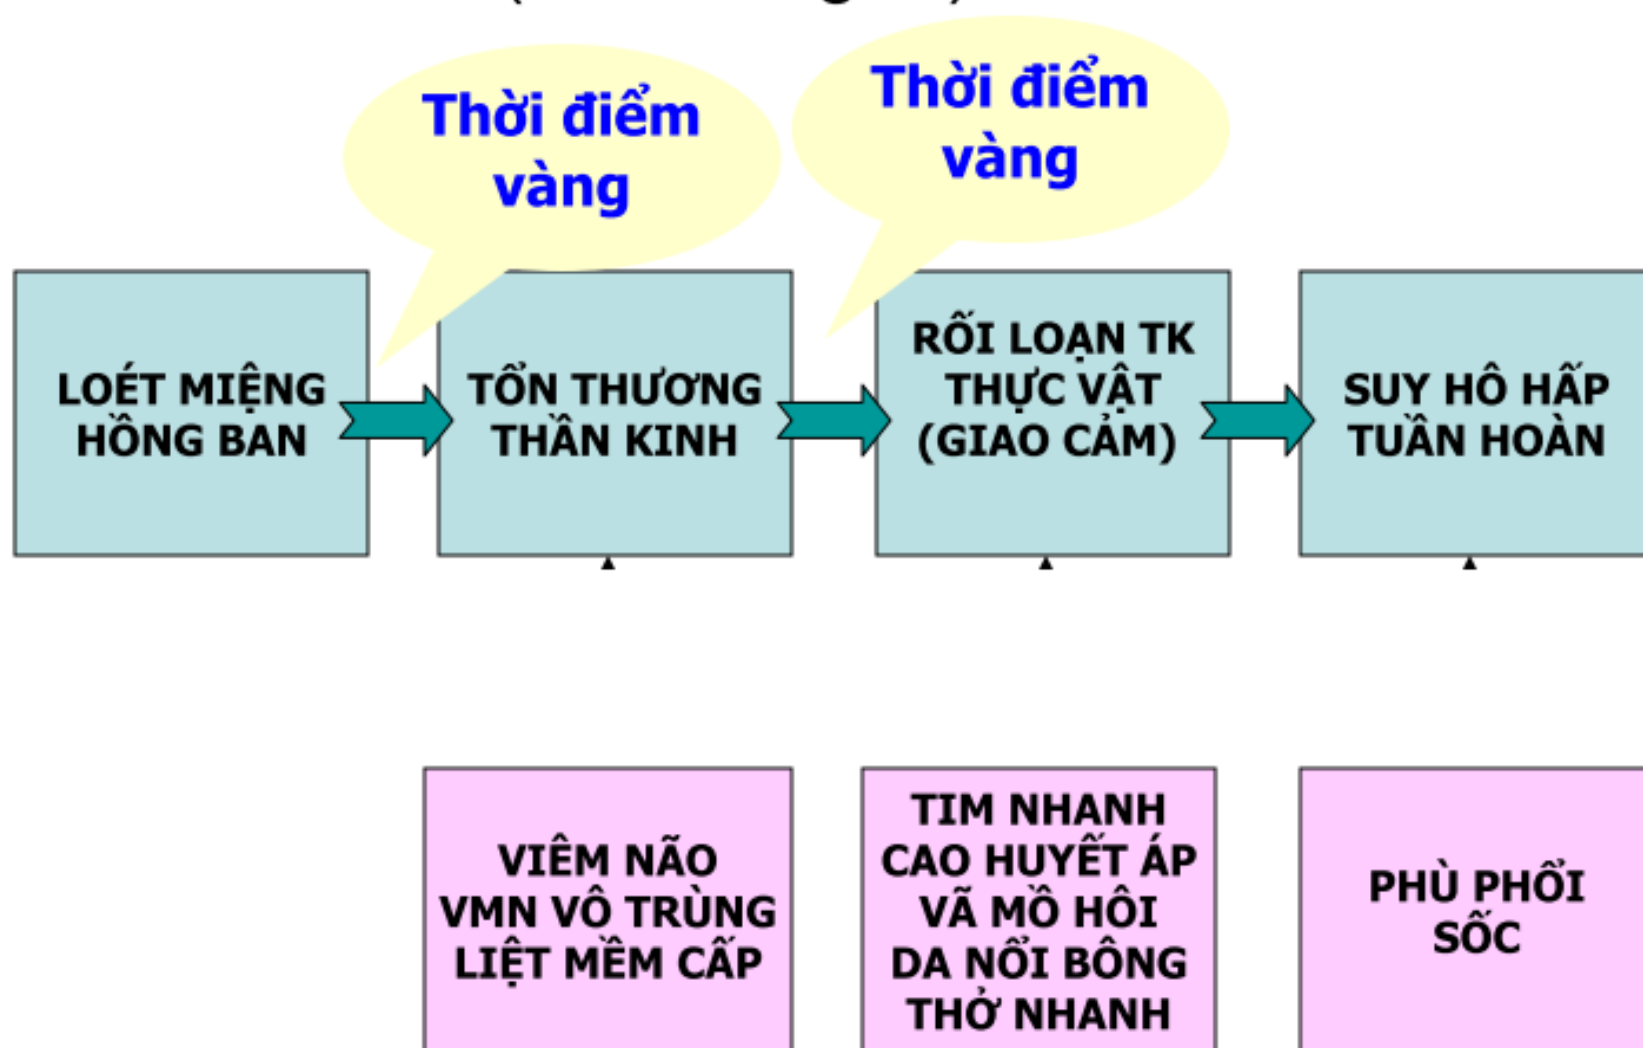 Thời điểm
vàng
Thời điểm
vàng
LOÉT MIỆNG
HỒNG BAN
TỔN THƯƠNG
THẦN KINH
RỐI LOẠN TK
THỰC VẬT
(GIAO CẢM)
SUY HÔ HẤP
TUẦN HOÀN
VIÊM NÃO
VMN VÔ TRÙNG
LIỆT MỀM CẤP
TIM NHANH
CAO HUYẾT ÁP
VÃ MỒ HÔI
DA NỔI BÔNG
THỞ NHANH
PHÙ PHỔI
SỐC